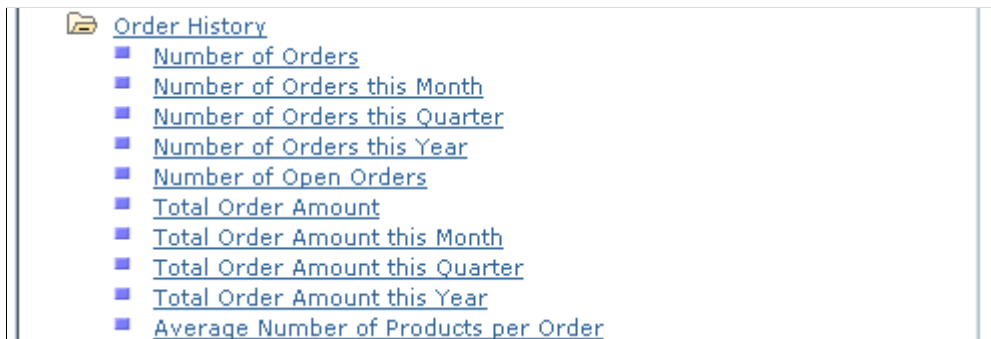 Order History
Number of Orders
Number of Orders this Month
Number of Orders this Quarter
Number of Orders this Year
Number of Open Orders
Total Order Amount
Total Order Amount this Month
Total Order Amount this Quarter
Total Order Amount this Year
Average Number of Products per Order